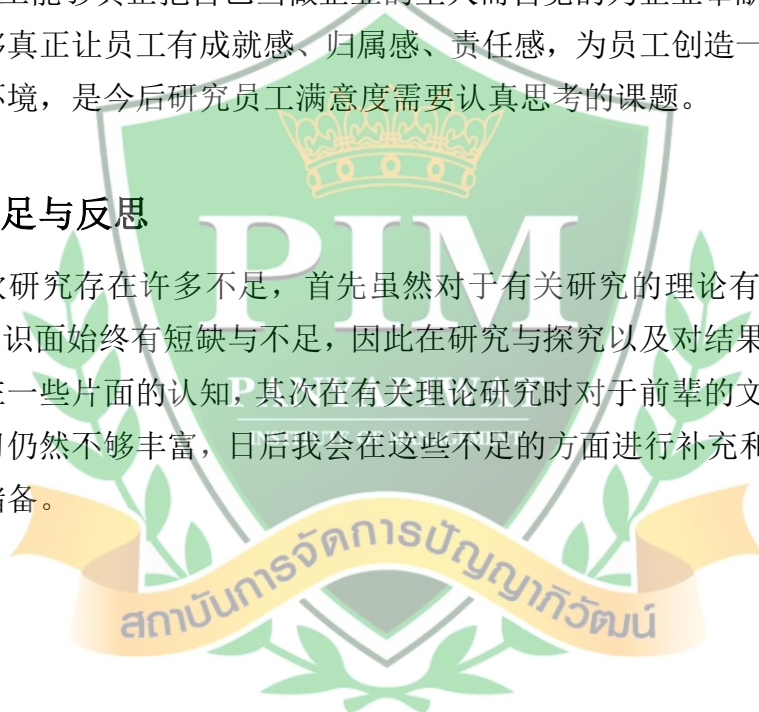 工能够真正把自己当做企业的主人而自觉的为企业奉献
够真正让员工有成就感、归属感、责任感，为员工创造一
环境，是今后研究员工满意度需要认真思考的课题。
足与反思
次研究存在许多不足，首先虽然对于有关研究的理论有
识面始终有短缺与不足，因此在研究与探究以及对结果
在一些片面的认知，其次在有关理论研究时对于前辈的文
习仍然不够丰富，日后我会在这些不足的方面进行补充和
储备。
PIM
PANYAPIWAT
INSTITUTE OF MANAGEMENT
สถาบันการจัดการปัญญาภิวัฒน์